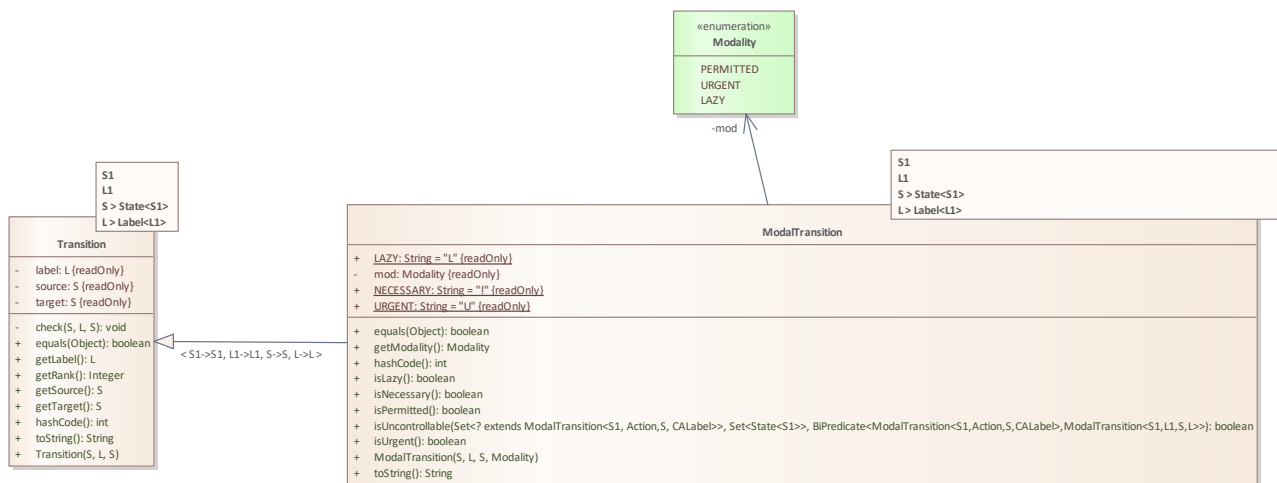 «enumeration»
Modality
PERMITTED
URGENT
LAZY
-mod
S1
L1
S > State<S1>
L > Label<L1>
Transition
- label: L {readOnly}
- source: S {readOnly}
- target: S {readOnly}
- check(S, L, S): void
+ equals(Object): boolean
+ getLabel(): L
+ getRank(): Integer
+ getSource(): S
+ getTarget(): S
+ hashCode(): int
+ toString(): String
+ Transition(S, L, S)
< S1->S1, L1->L1, S->S, L->L >
S1
L1
S > State<S1>
L > Label<L1>
ModalTransition
+ LAZY: String = "L" {readOnly}
- mod: Modality {readOnly}
+ NECESSARY: String = "!" {readOnly}
+ URGENT: String = "U" {readOnly}
+ equals(Object): boolean
+ getModality(): Modality
+ hashCode(): int
+ isLazy(): boolean
+ isNecessary(): boolean
+ isPermitted(): boolean
+ isUncontrollable(Set<? extends ModalTransition<S1, Action,S, CALabel>>, Set<State<S1>>, BiPredicate<ModalTransition<S1,Action,S,CALabel>,ModalTransition<S1,L1,S,L>>): boolean
+ isUrgent(): boolean
+ ModalTransition(S, L, S, Modality)
+ toString(): String